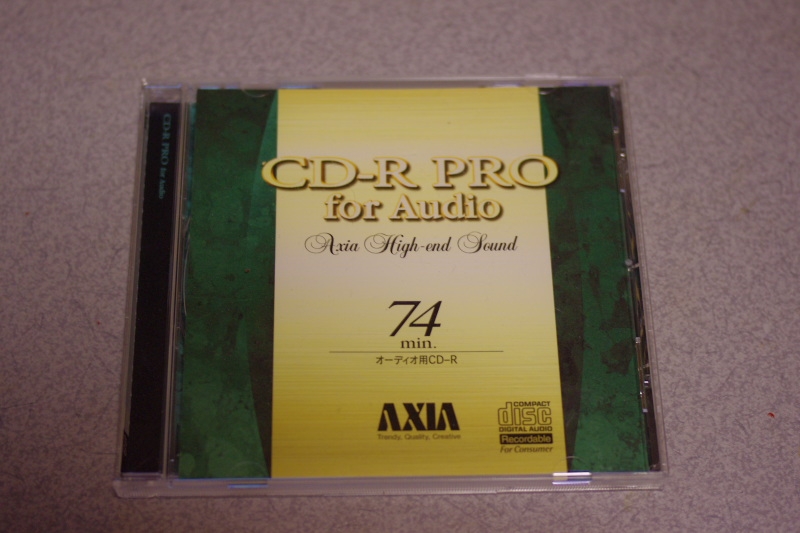 CD-R PRO for Audio
CD-R PRO
for Audio
Axia High-end Sound
74
min.
オーディオ用CD-R
AXIA
Trendy, Quality, Creative
COMPACT
disc
DIGITAL AUDIO
Recordable
For Consumer